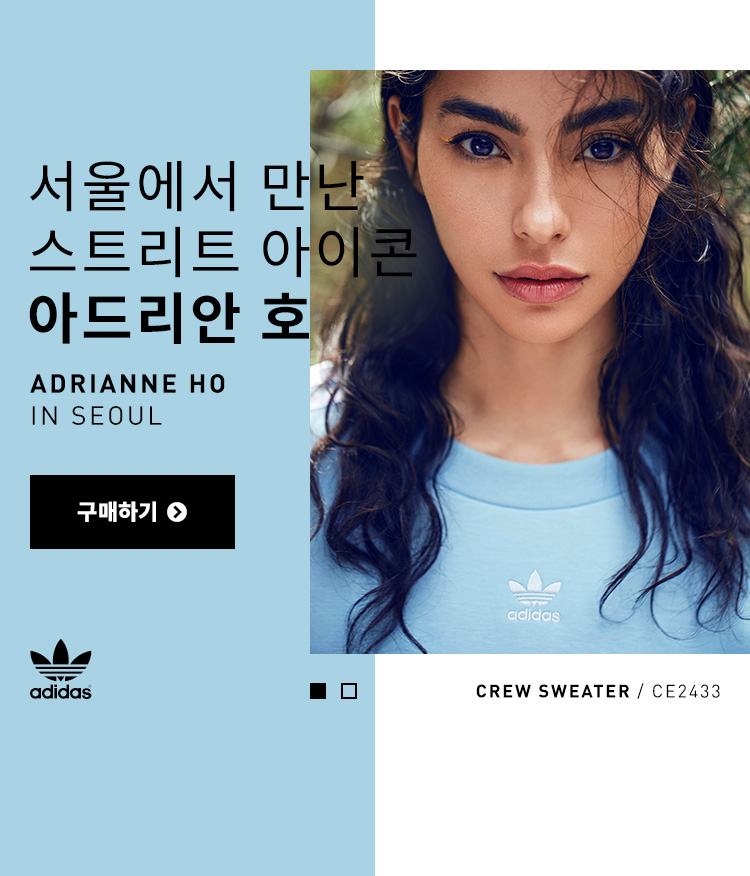 서울에서 만난
스트리트 아이콘
아드리안 호
ADRIANNE HO
IN SEOUL
구매하기
adidas
adidas
CREW SWEATER / CE2433